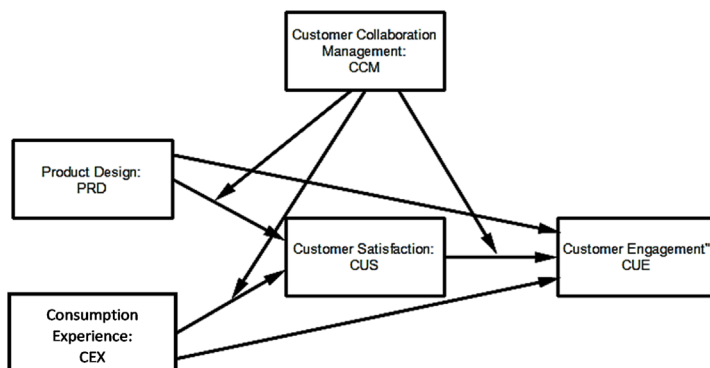 Customer Collaboration
Management:
CCM
Product Design:
PRD
Customer Satisfaction:
CUS
Customer Engagement"
CUE
Consumption
Experience:
CEX